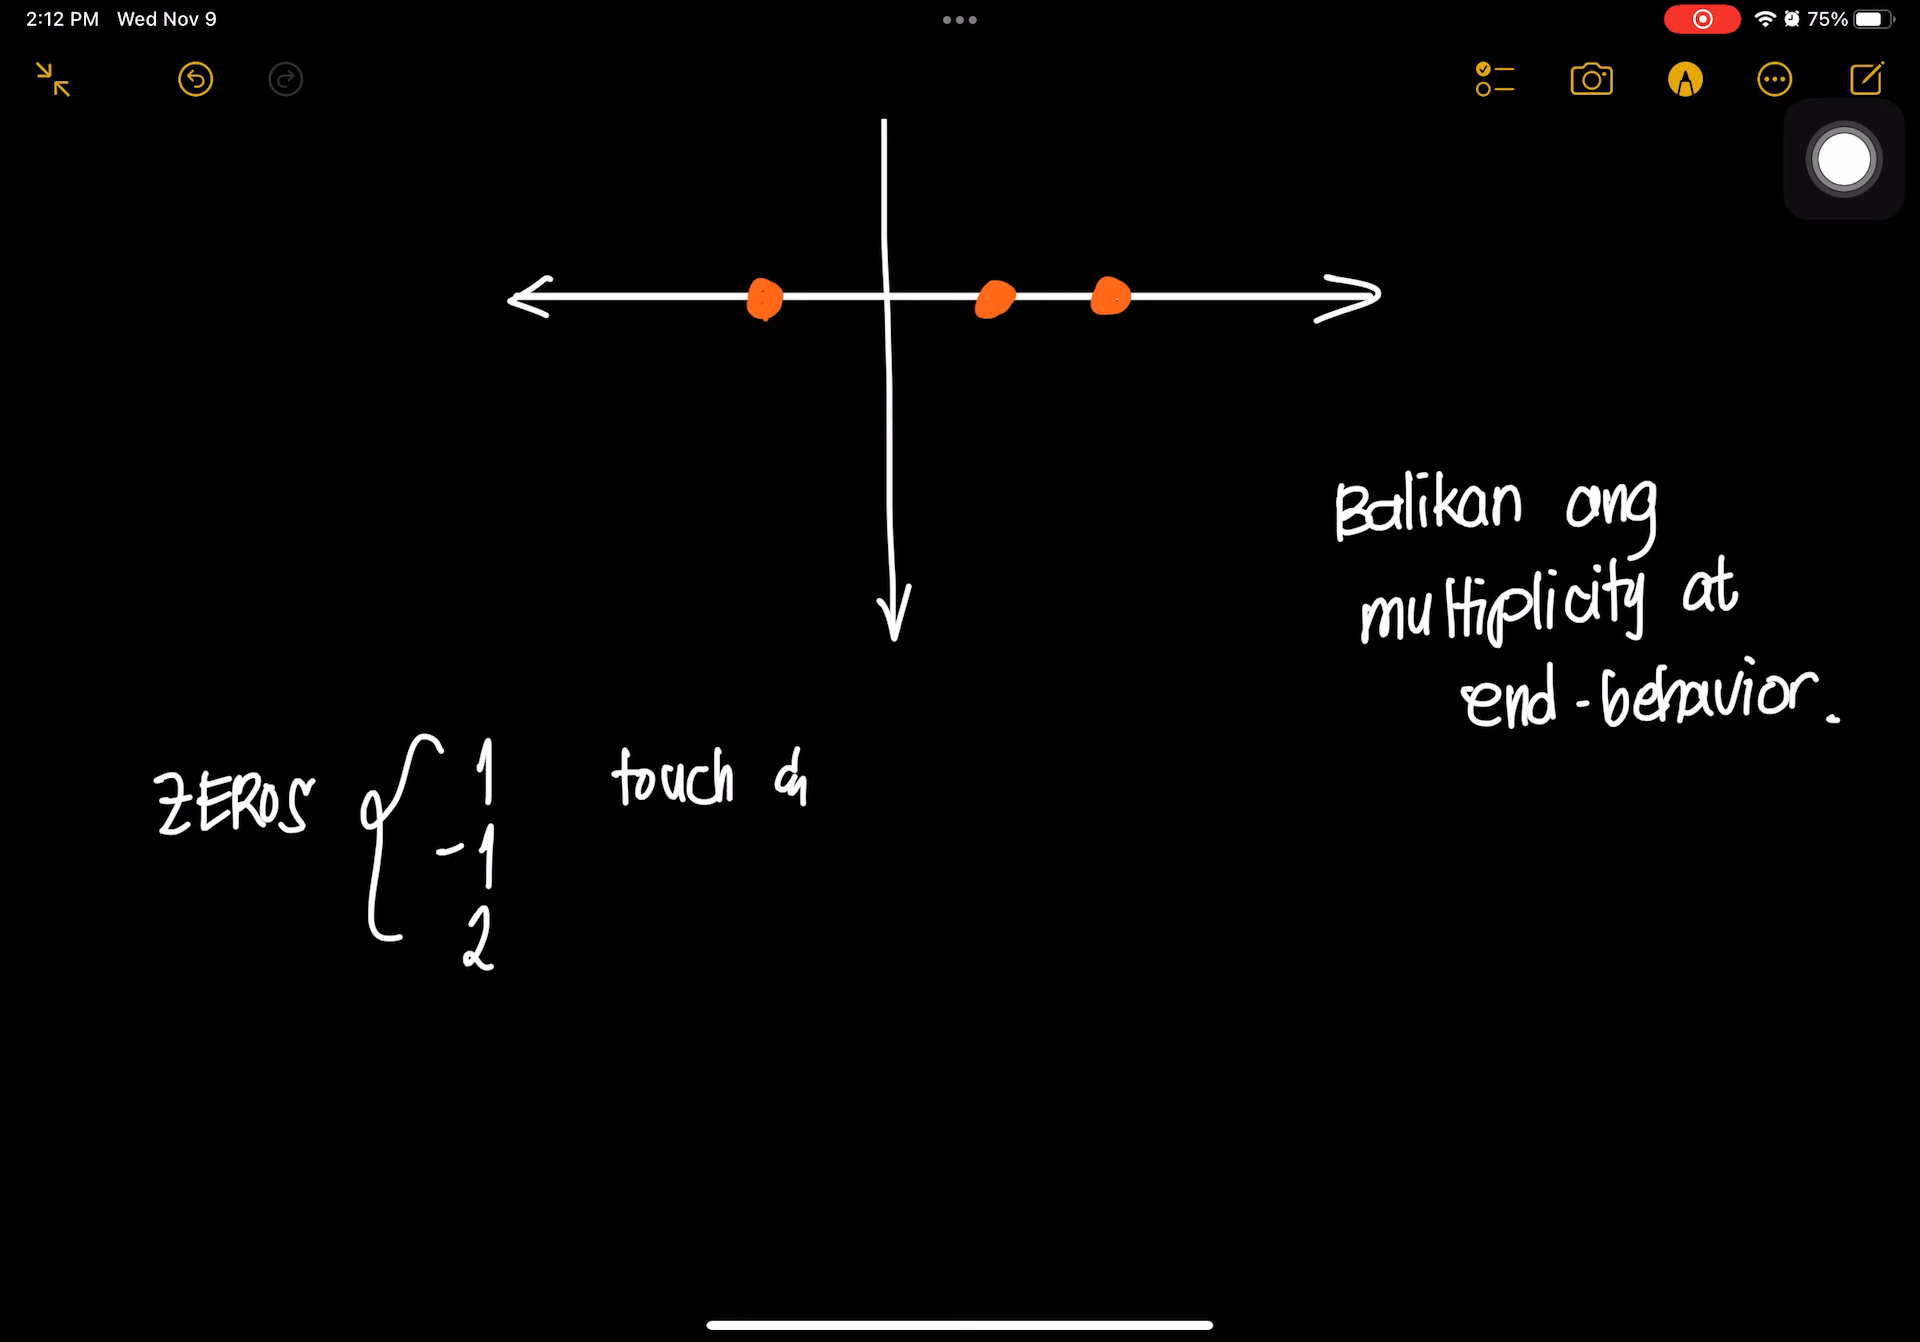 2:12 PM Wed Nov 9
75%
Balikan ang
multiplicity at
end-behavior.
ZEROS
1
touch
-1
2